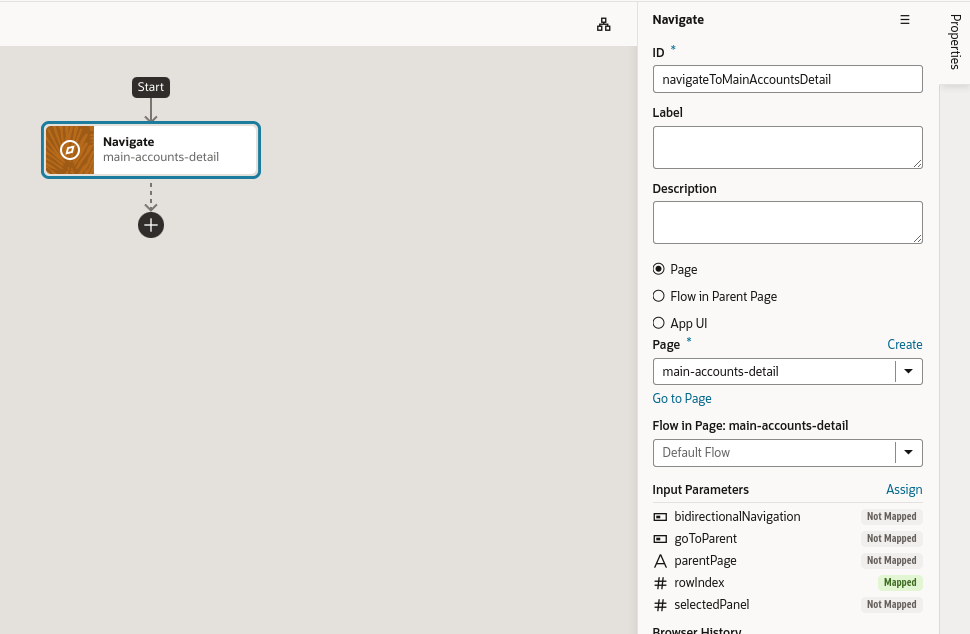 Start
Navigate
main-accounts-detail
Navigate
Properties
ID *
navigateToMainAccountsDetail
Label
Description
Page
Flow in Parent Page
App UI
Page * Create
main-accounts-detail
Go to Page
Flow in Page: main-accounts-detail
Default Flow
Input Parameters Assign
bidirectionalNavigation Not Mapped
goToParent Not Mapped
parentPage Not Mapped
rowIndex Mapped
selectedPanel Not Mapped
Browser History